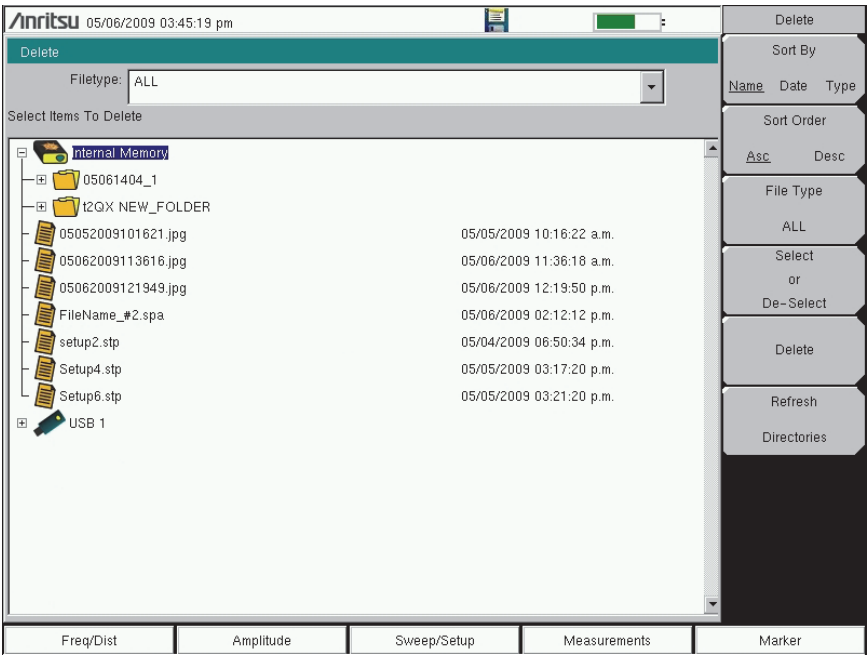 Anritsu 05/06/2009 03:45:19 pm
Delete
Filetype: ALL
Select Items To Delete
Internal Memory
05061404_1
t2QX NEW_FOLDER
05052009101621.jpg 05/05/2009 10:16:22 a.m.
05062009113616.jpg 05/06/2009 11:36:18 a.m.
05062009121949.jpg 05/06/2009 12:19:50 p.m.
FileName_#2.spa 05/06/2009 02:12:12 p.m.
setup2.stp 05/04/2009 06:50:34 p.m.
Setup4.stp 05/05/2009 03:17:20 p.m.
Setup6.stp 05/05/2009 03:21:20 p.m.
USB 1
Delete
Sort By
Name Date Type
Sort Order
Asc Desc
File Type
ALL
Select
or
De-Select
Delete
Refresh
Directories
Freq/Dist Amplitude Sweep/Setup Measurements Marker